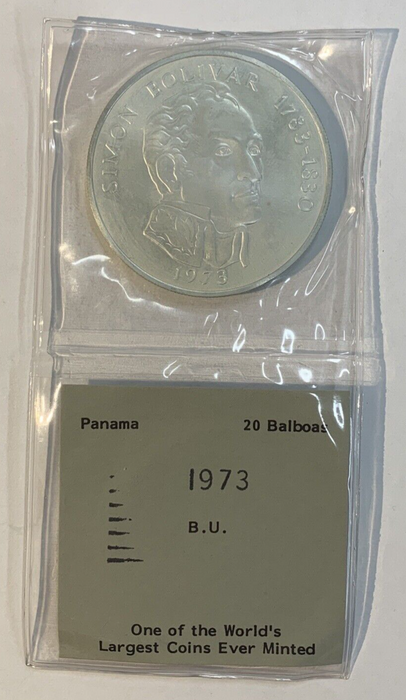 SIMON BOLIVAR 1783-1830
1973
Panama 20 Balboas
1973
B.U.
One of the World's
Largest Coins Ever Minted